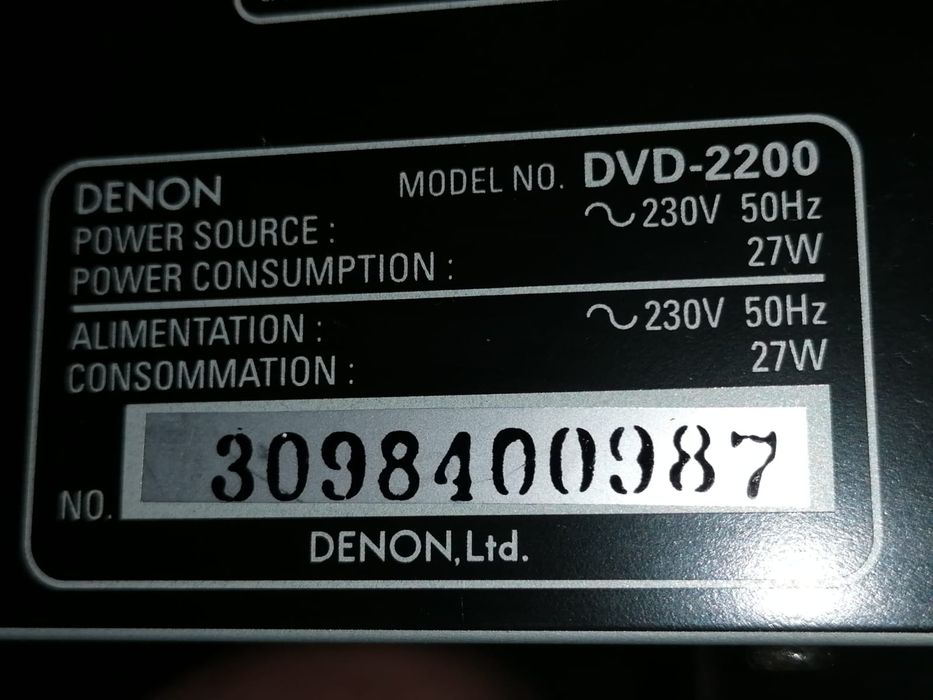 DENON MODEL NO. DVD-2200
POWER SOURCE : ∿230V 50Hz
POWER CONSUMPTION : 27W
ALIMENTATION : ∿230V 50Hz
CONSOMMATION : 27W
NO. 3098400987
DENON, Ltd.